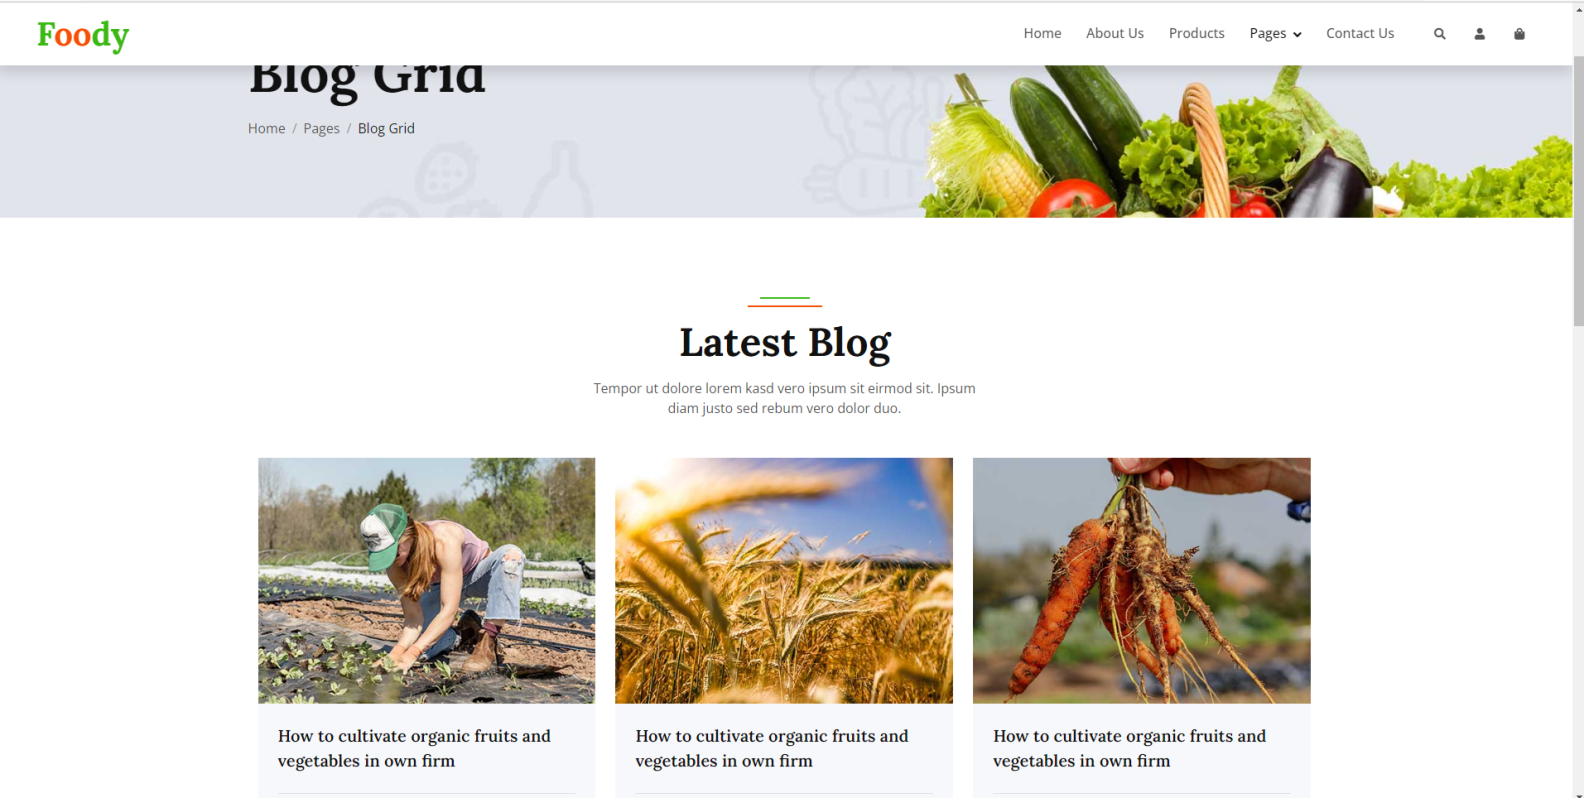 Foody
Home About Us Products Pages Contact Us
Blog Grid
Home / Pages / Blog Grid
Latest Blog
Tempor ut dolore lorem kasd vero ipsum sit eirmod sit. Ipsum
diam justo sed rebum vero dolor duo.
How to cultivate organic fruits and
vegetables in own firm
How to cultivate organic fruits and
vegetables in own firm
How to cultivate organic fruits and
vegetables in own firm